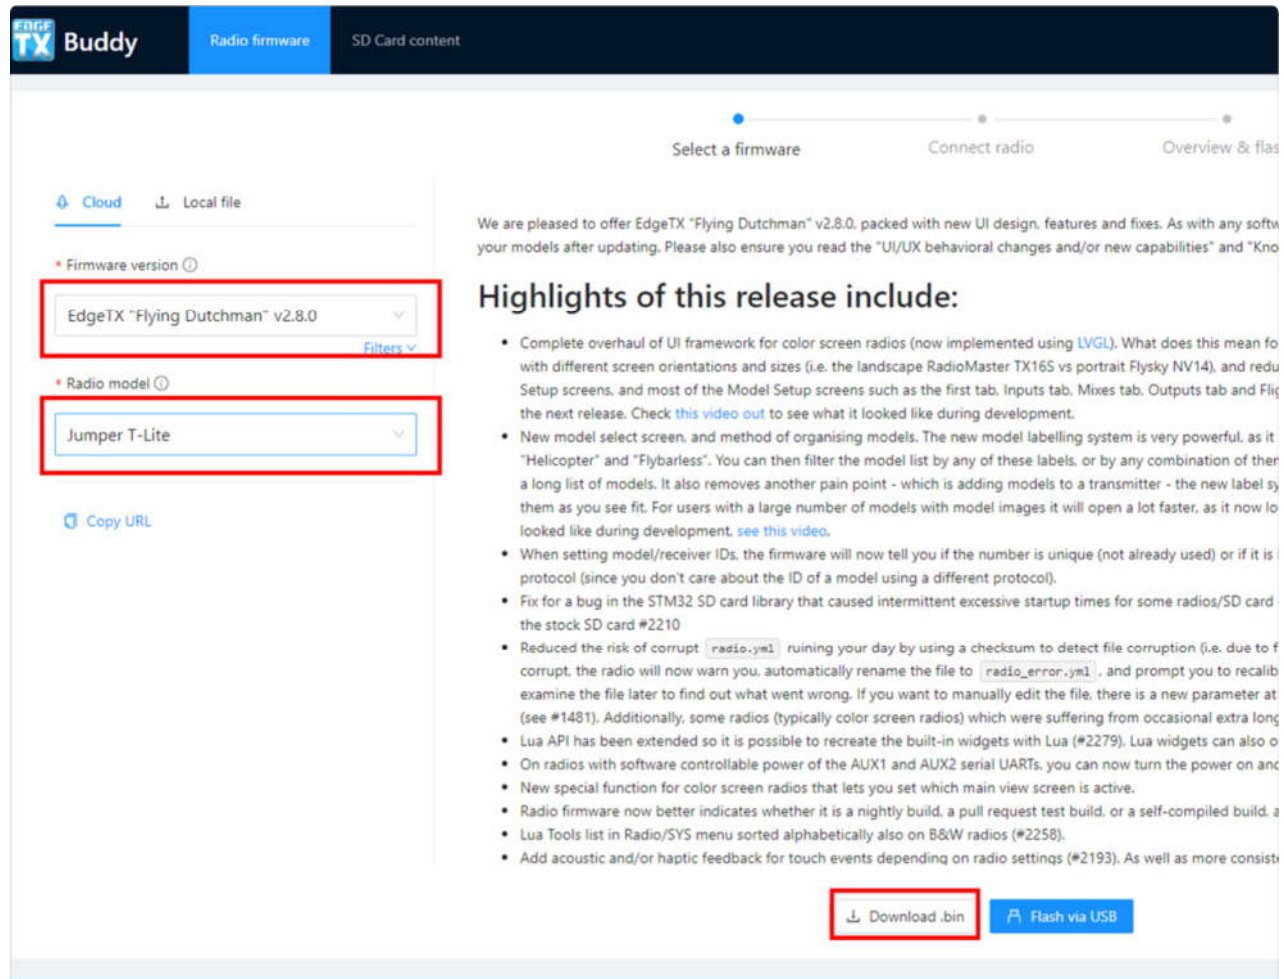 EDGE
TX Buddy
Radio firmware
SD Card content
Select a firmware
Connect radio
Overview & flas
Cloud
Local file
* Firmware version
EdgeTX "Flying Dutchman" v2.8.0
Filters
* Radio model
Jumper T-Lite
Copy URL
We are pleased to offer EdgeTX "Flying Dutchman" v2.8.0, packed with new UI design, features and fixes. As with any softw
your models after updating. Please also ensure you read the "UI/UX behavioral changes and/or new capabilities" and "Kno
Highlights of this release include:
• Complete overhaul of UI framework for color screen radios (now implemented using LVGL). What does this mean fo
with different screen orientations and sizes (i.e. the landscape RadioMaster TX16S vs portrait Flysky NV14), and redu
Setup screens, and most of the Model Setup screens such as the first tab, Inputs tab, Mixes tab, Outputs tab and Flig
the next release. Check this video out to see what it looked like during development.
• New model select screen, and method of organising models. The new model labelling system is very powerful, as it
"Helicopter" and "Flybarless". You can then filter the model list by any of these labels, or by any combination of ther
a long list of models. It also removes another pain point - which is adding models to a transmitter - the new label sy
them as you see fit. For users with a large number of models with model images it will open a lot faster, as it now lo
looked like during development, see this video.
• When setting model/receiver IDs, the firmware will now tell you if the number is unique (not already used) or if it is
protocol (since you don't care about the ID of a model using a different protocol).
• Fix for a bug in the STM32 SD card library that caused intermittent excessive startup times for some radios/SD card
the stock SD card #2210
• Reduced the risk of corrupt radio.yml ruining your day by using a checksum to detect file corruption (i.e. due to f
corrupt, the radio will now warn you, automatically rename the file to radio_error.yml , and prompt you to recalib
examine the file later to find out what went wrong. If you want to manually edit the file, there is a new parameter at
(see #1481). Additionally, some radios (typically color screen radios) which were suffering from occasional extra long
• Lua API has been extended so it is possible to recreate the built-in widgets with Lua (#2279). Lua widgets can also o
• On radios with software controllable power of the AUX1 and AUX2 serial UARTs, you can now turn the power on and
• New special function for color screen radios that lets you set which main view screen is active.
• Radio firmware now better indicates whether it is a nightly build, a pull request test build, or a self-compiled build, a
• Lua Tools list in Radio/SYS menu sorted alphabetically also on B&W radios (#2258).
• Add acoustic and/or haptic feedback for touch events depending on radio settings (#2193). As well as more consiste
Download .bin
Flash via USB